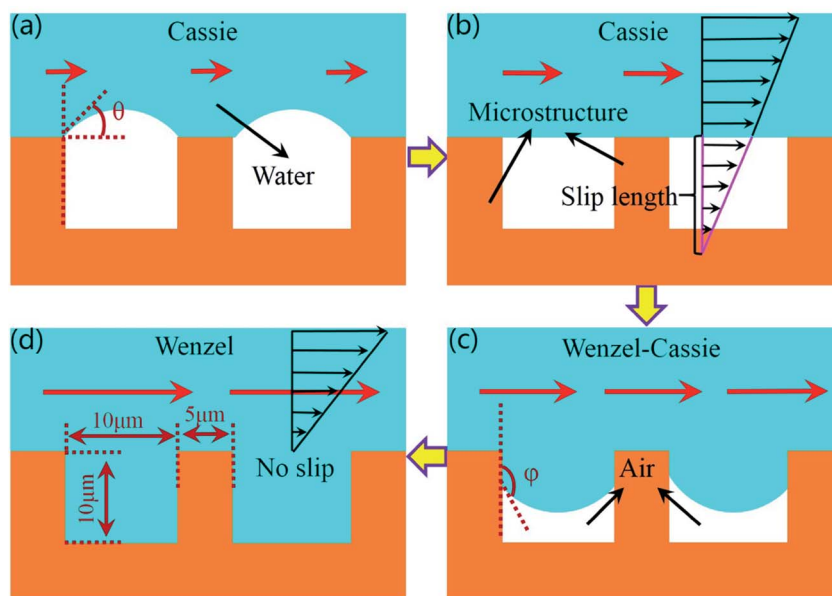 (a)
Cassie
θ
Water
(b)
Cassie
Microstructure
Slip length
(d)
Wenzel
10μm
5μm
10μm
No slip
(c)
Wenzel-Cassie
φ
Air